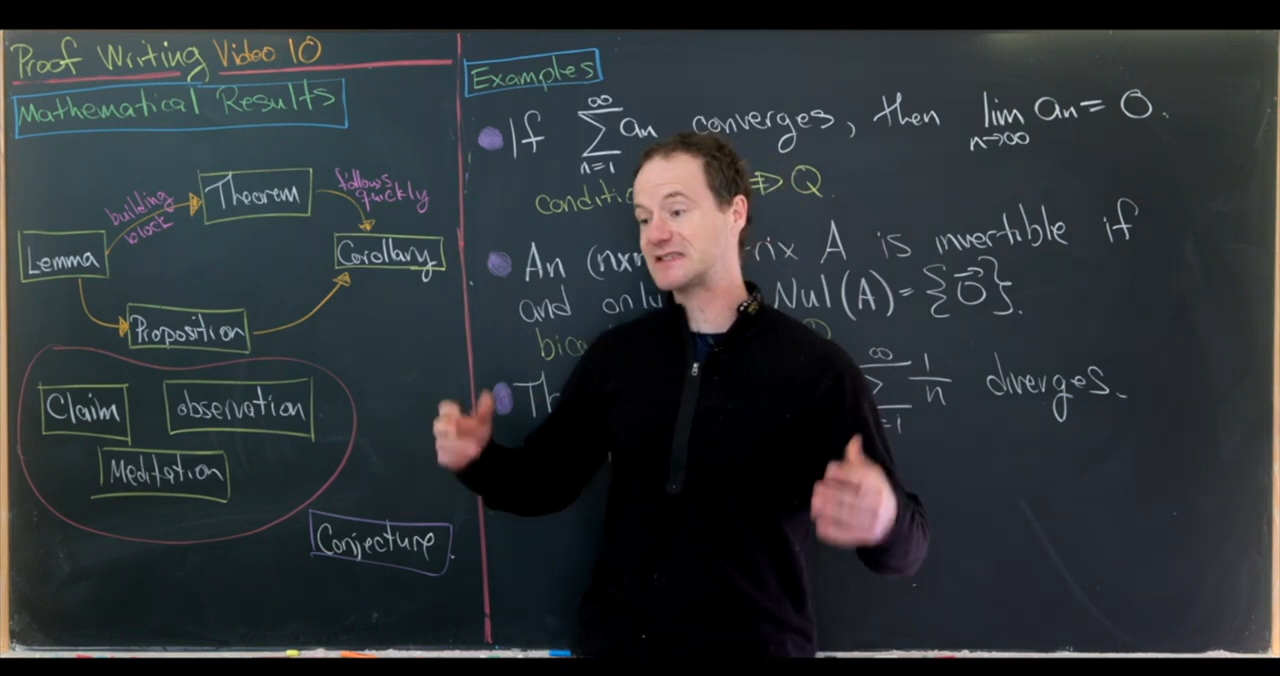 Proof Writing Video 10
Mathematical Results
building block
Theorem
follows quickly
Lemma
Corollary
Proposition
Claim
observation
Meditation
Conjecture
Examples
If ∑_{n=1}^{∞} an converges, then lim_{n→∞} an = 0.
⇒ Q
An A is invertible if
and Nul(A) = {0⃗}.
∞ 1/n diverges.